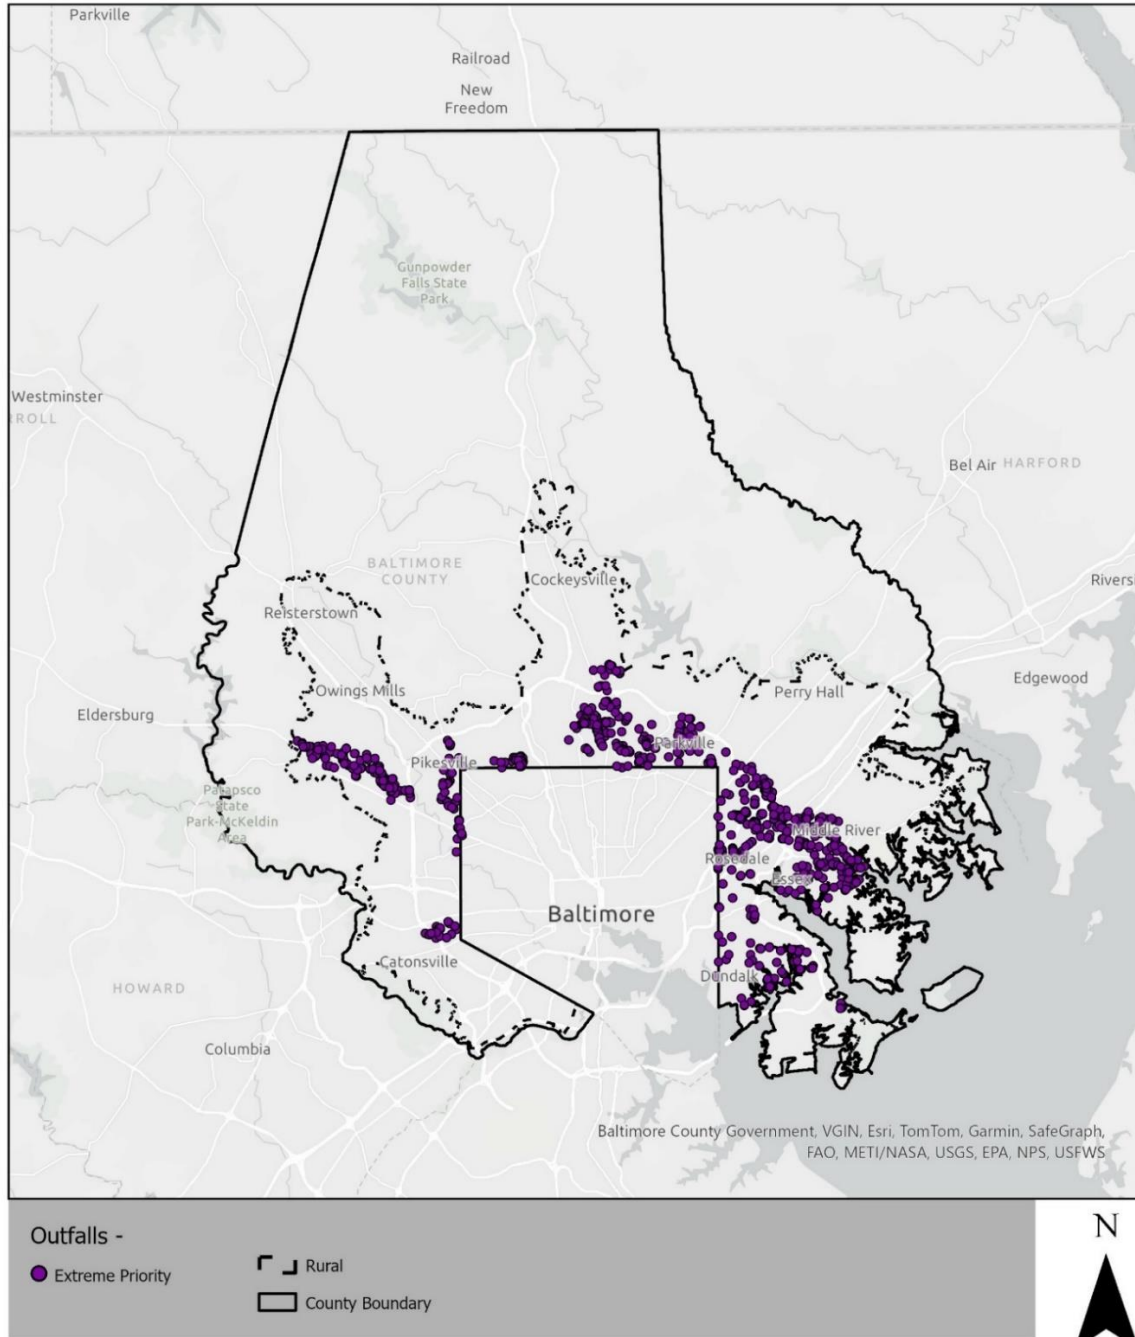 Parkville
Railroad
New
Freedom
Gunpowder
Falls State
Park
Westminster
RROLL
Bel Air HARFORD
BALTIMORE
COUNTY
Cockeysville
Rivers
Reisterstown
Owings Mills
Perry Hall
Edgewood
Eldersburg
Parkville
Pikesville
Patapsco
State
Park-McKeldin
Area
Middle River
Rosedale
Essex
Baltimore
Catonsville
Dundalk
HOWARD
Columbia
Baltimore County Government, VGIN, Esri, TomTom, Garmin, SafeGraph,
FAO, METI/NASA, USGS, EPA, NPS, USFWS
Outfalls -
Extreme Priority
Rural
County Boundary
N